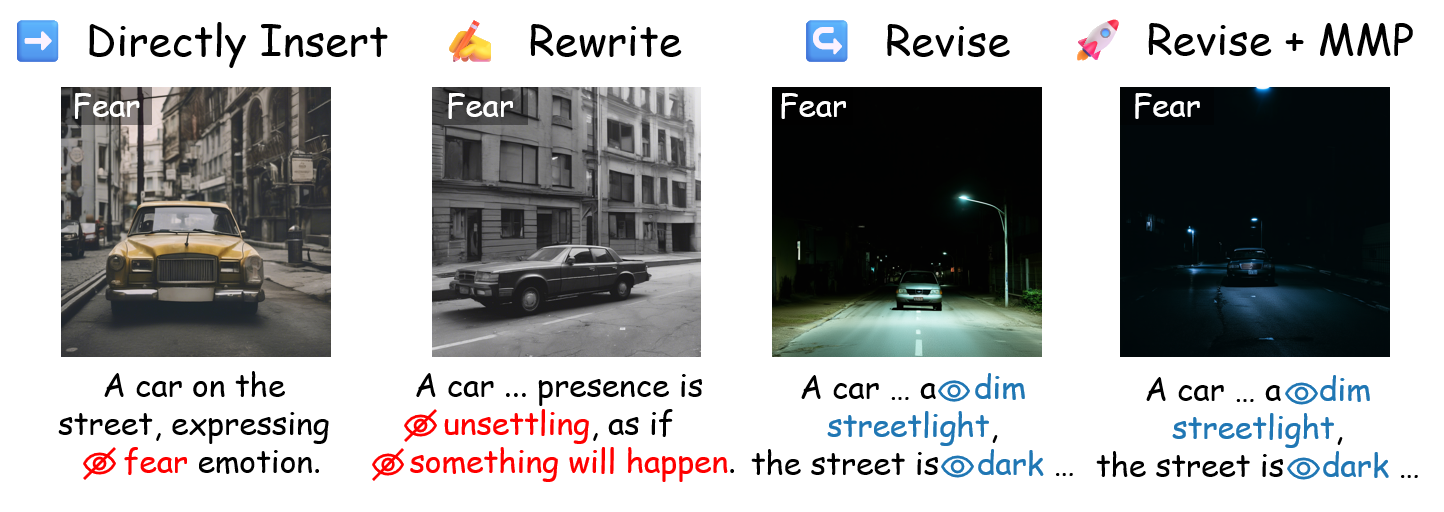 Directly Insert
Rewrite
Revise
Revise + MMP
Fear
Fear
Fear
Fear
A car on the
street, expressing
fear emotion.
A car ... presence is
unsettling, as if
something will happen.
A car ... a dim
streetlight,
the street is dark ...
A car ... a dim
streetlight,
the street is dark ...